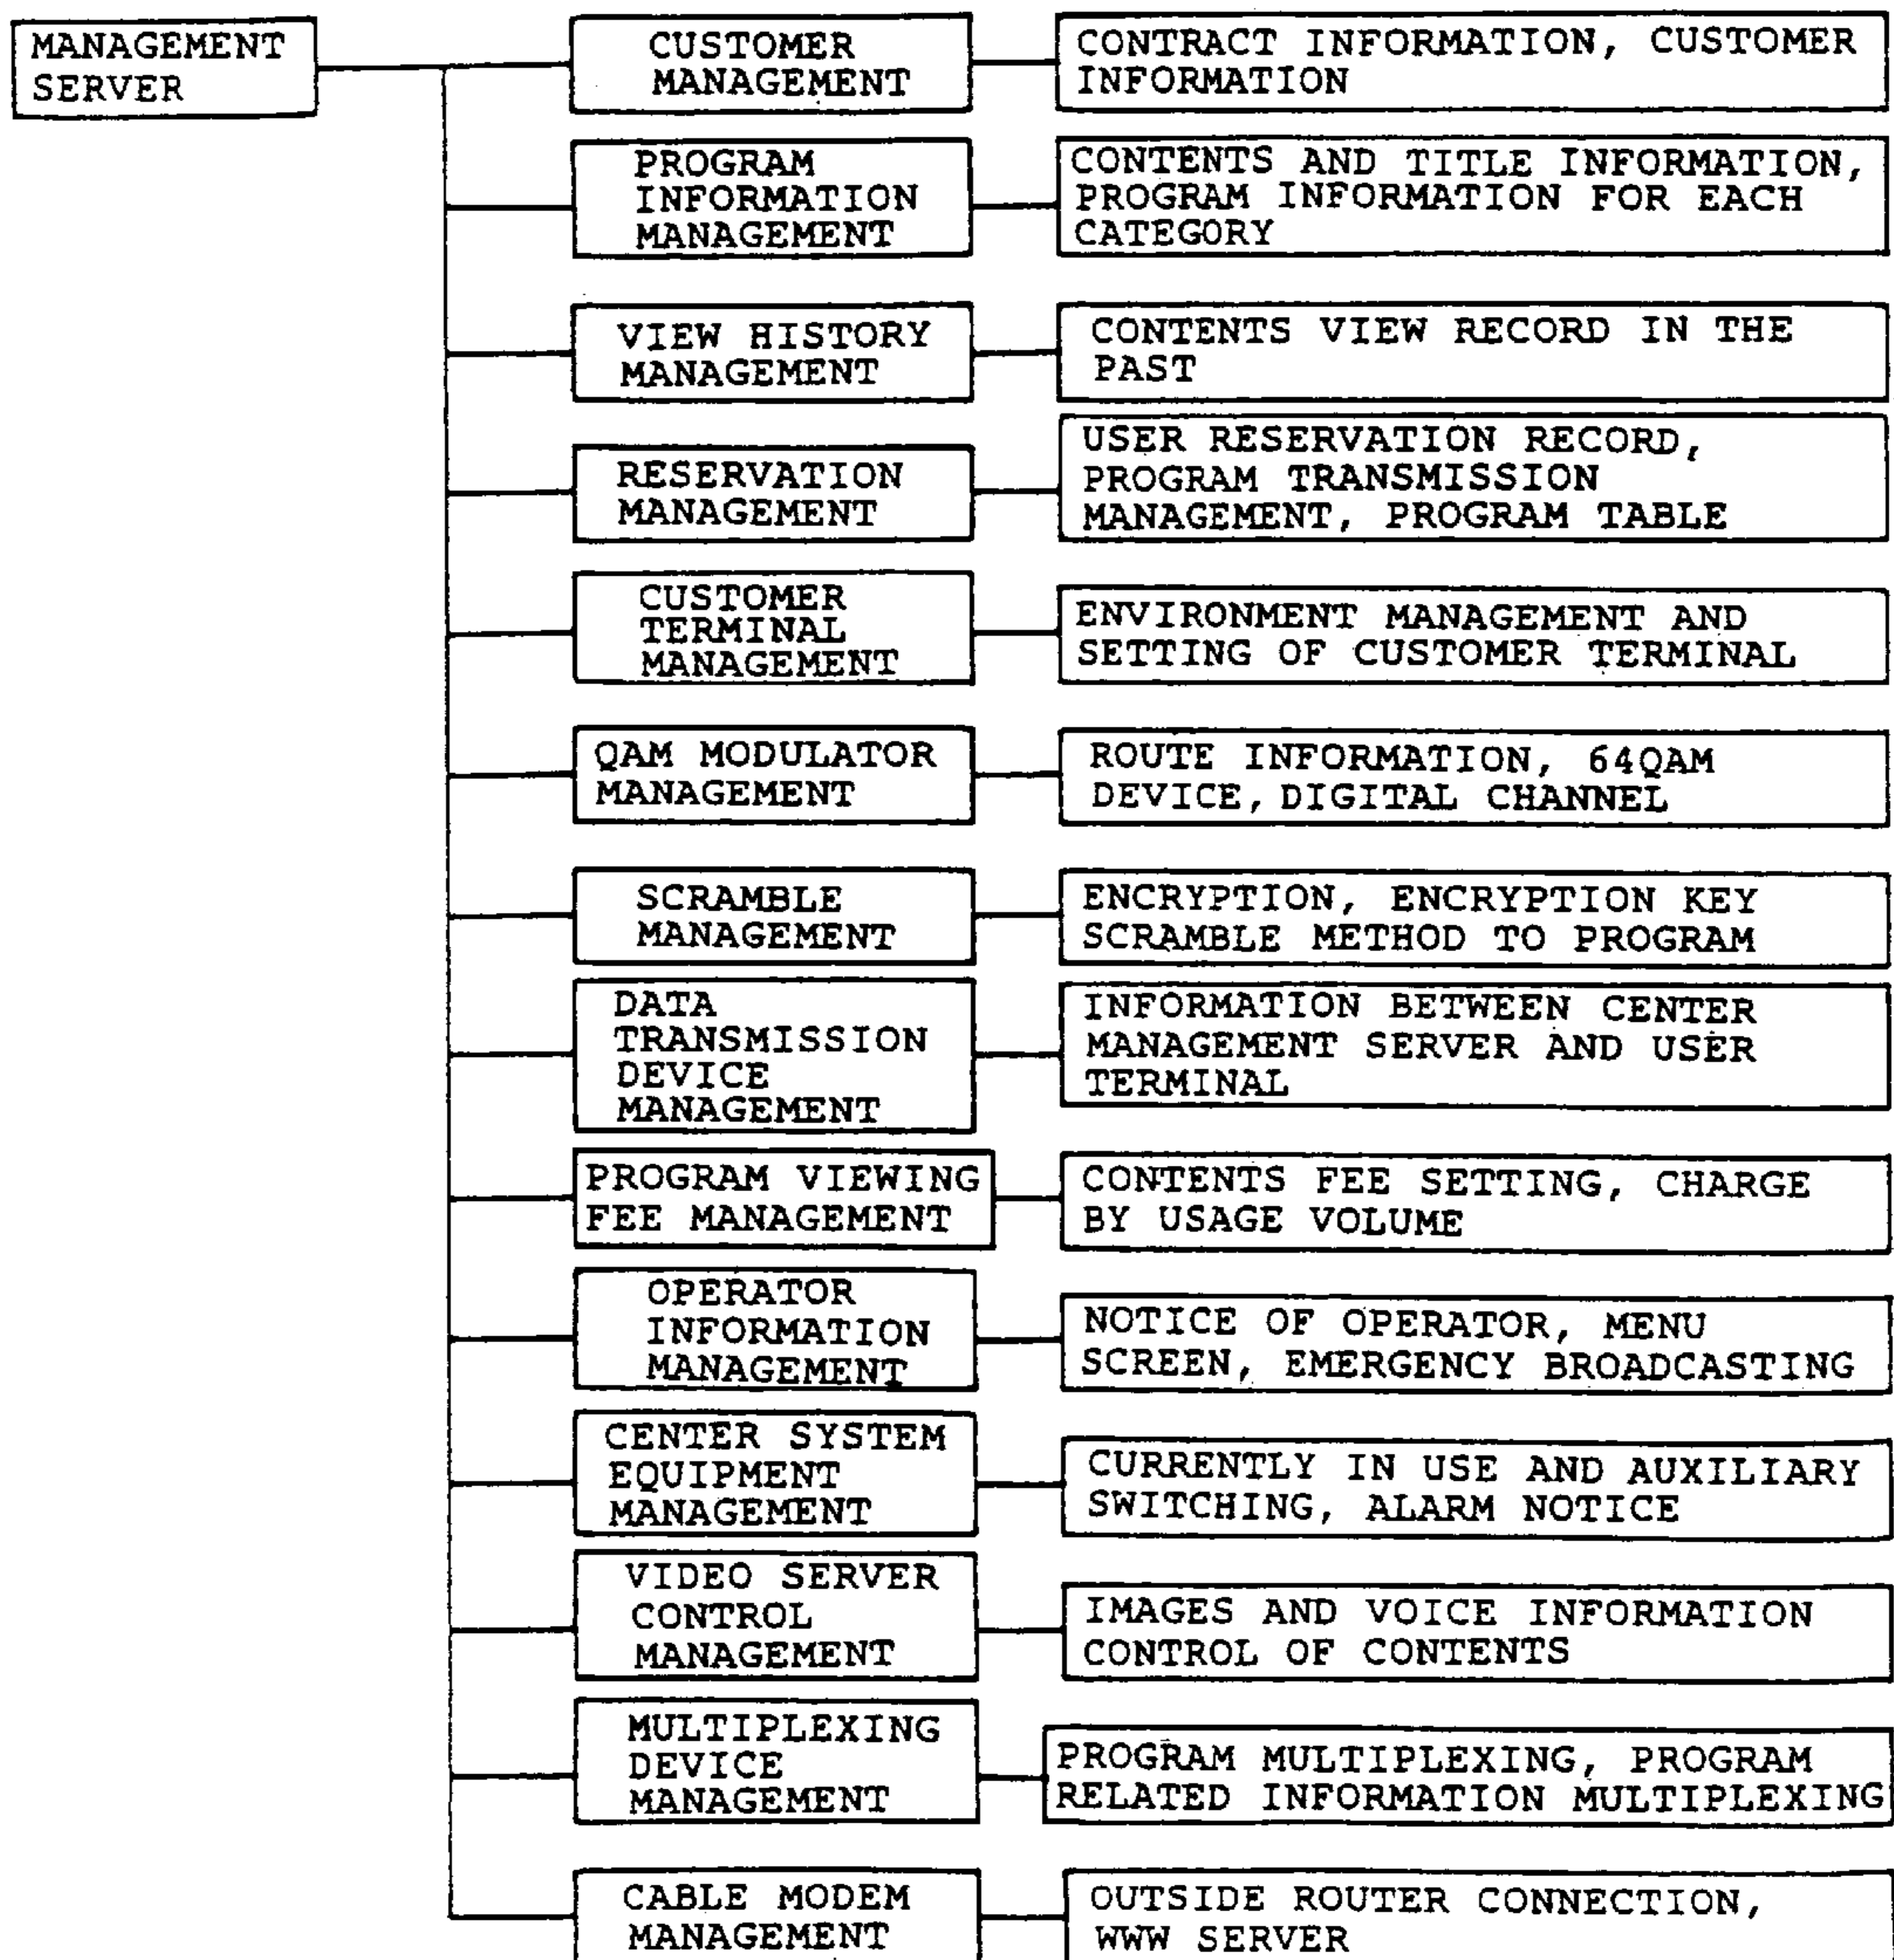 MANAGEMENT
SERVER
CUSTOMER
MANAGEMENT
CONTRACT INFORMATION, CUSTOMER
INFORMATION
PROGRAM
INFORMATION
MANAGEMENT
CONTENTS AND TITLE INFORMATION,
PROGRAM INFORMATION FOR EACH
CATEGORY
VIEW HISTORY
MANAGEMENT
CONTENTS VIEW RECORD IN THE
PAST
RESERVATION
MANAGEMENT
USER RESERVATION RECORD,
PROGRAM TRANSMISSION
MANAGEMENT, PROGRAM TABLE
CUSTOMER
TERMINAL
MANAGEMENT
ENVIRONMENT MANAGEMENT AND
SETTING OF CUSTOMER TERMINAL
QAM MODULATOR
MANAGEMENT
ROUTE INFORMATION, 64QAM
DEVICE, DIGITAL CHANNEL
SCRAMBLE
MANAGEMENT
ENCRYPTION, ENCRYPTION KEY
SCRAMBLE METHOD TO PROGRAM
DATA
TRANSMISSION
DEVICE
MANAGEMENT
INFORMATION BETWEEN CENTER
MANAGEMENT SERVER AND USER
TERMINAL
PROGRAM VIEWING
FEE MANAGEMENT
CONTENTS FEE SETTING, CHARGE
BY USAGE VOLUME
OPERATOR
INFORMATION
MANAGEMENT
NOTICE OF OPERATOR, MENU
SCREEN, EMERGENCY BROADCASTING
CENTER SYSTEM
EQUIPMENT
MANAGEMENT
CURRENTLY IN USE AND AUXILIARY
SWITCHING, ALARM NOTICE
VIDEO SERVER
CONTROL
MANAGEMENT
IMAGES AND VOICE INFORMATION
CONTROL OF CONTENTS
MULTIPLEXING
DEVICE
MANAGEMENT
PROGRAM MULTIPLEXING, PROGRAM
RELATED INFORMATION MULTIPLEXING
CABLE MODEM
MANAGEMENT
OUTSIDE ROUTER CONNECTION,
WWW SERVER